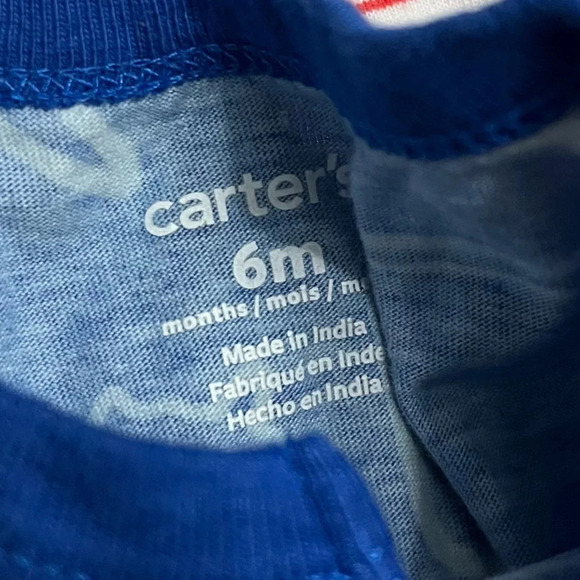 carter's
6m
months / mois / m
Made in India
Fabriqué en Inde
Hecho en India